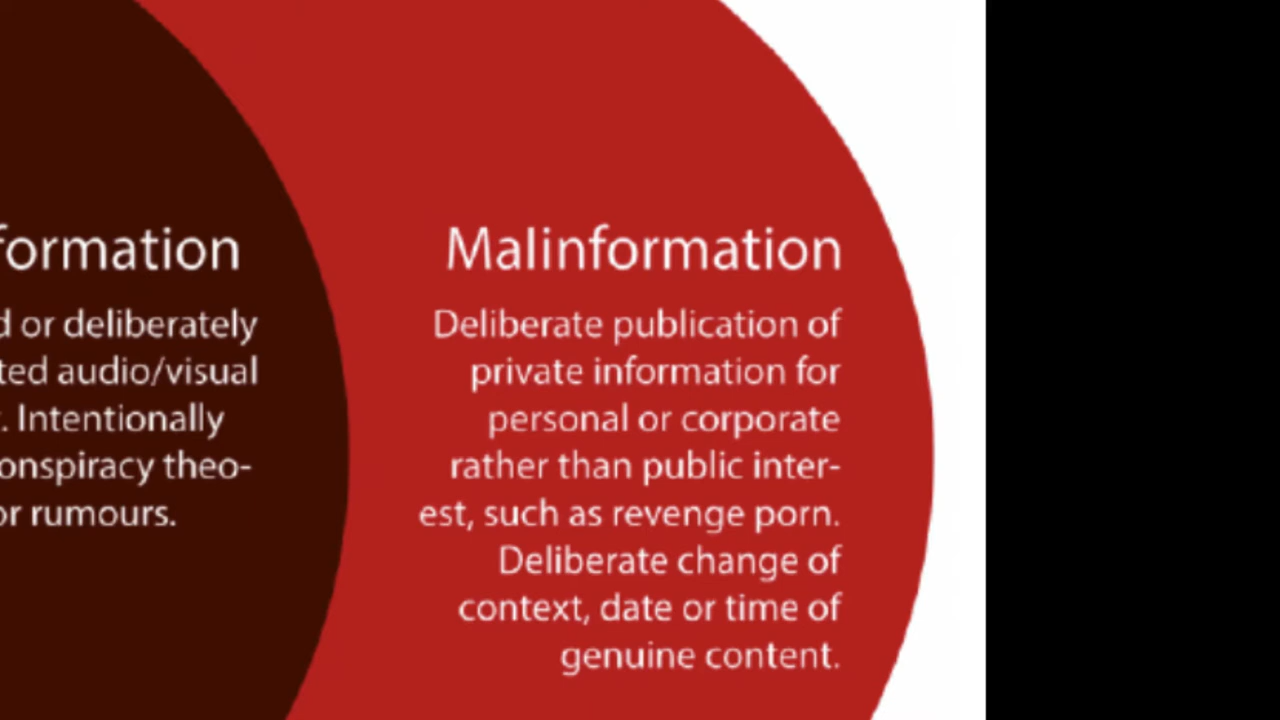 formation
d or deliberately
ted audio/visual
. Intentionally
onspiracy theo-
or rumours.
Malinformation
Deliberate publication of
private information for
personal or corporate
rather than public inter-
est, such as revenge porn.
Deliberate change of
context, date or time of
genuine content.